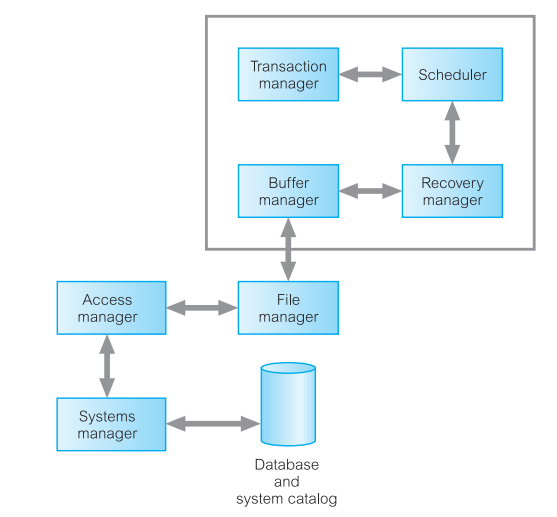 Transaction
manager
Scheduler
Buffer
manager
Recovery
manager
Access
manager
File
manager
Systems
manager
Database
and
system catalog